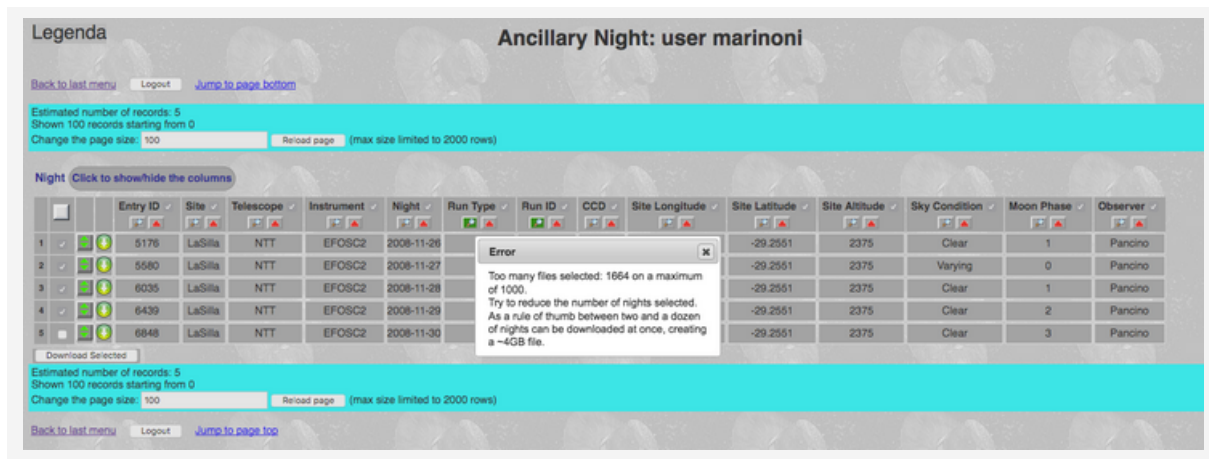 Legenda
Ancillary Night: user marinoni
Back to last menu Logout Jump to page bottom
Estimated number of records: 5
Shown 100 records starting from 0
Change the page size: 100 Reload page (max size limited to 2000 rows)
Night Click to show/hide the columns
Entry ID Site Telescope Instrument Night Run Type Run ID CCD Site Longitude Site Latitude Site Altitude Sky Condition Moon Phase Observer
1 5176 LaSilla NTT EFOSC2 2008-11-26 -29.2551 2375 Clear 1 Pancino
2 5580 LaSilla NTT EFOSC2 2008-11-27 -29.2551 2375 Varying 0 Pancino
3 6035 LaSilla NTT EFOSC2 2008-11-28 -29.2551 2375 Clear 1 Pancino
4 6439 LaSilla NTT EFOSC2 2008-11-29 -29.2551 2375 Clear 2 Pancino
5 6848 LaSilla NTT EFOSC2 2008-11-30 -29.2551 2375 Clear 3 Pancino
Error
Too many files selected: 1664 on a maximum
of 1000.
Try to reduce the number of nights selected.
As a rule of thumb between two and a dozen
of nights can be downloaded at once, creating
a ~4GB file.
Download Selected
Estimated number of records: 5
Shown 100 records starting from 0
Change the page size: 100 Reload page (max size limited to 2000 rows)
Back to last menu Logout Jump to page top